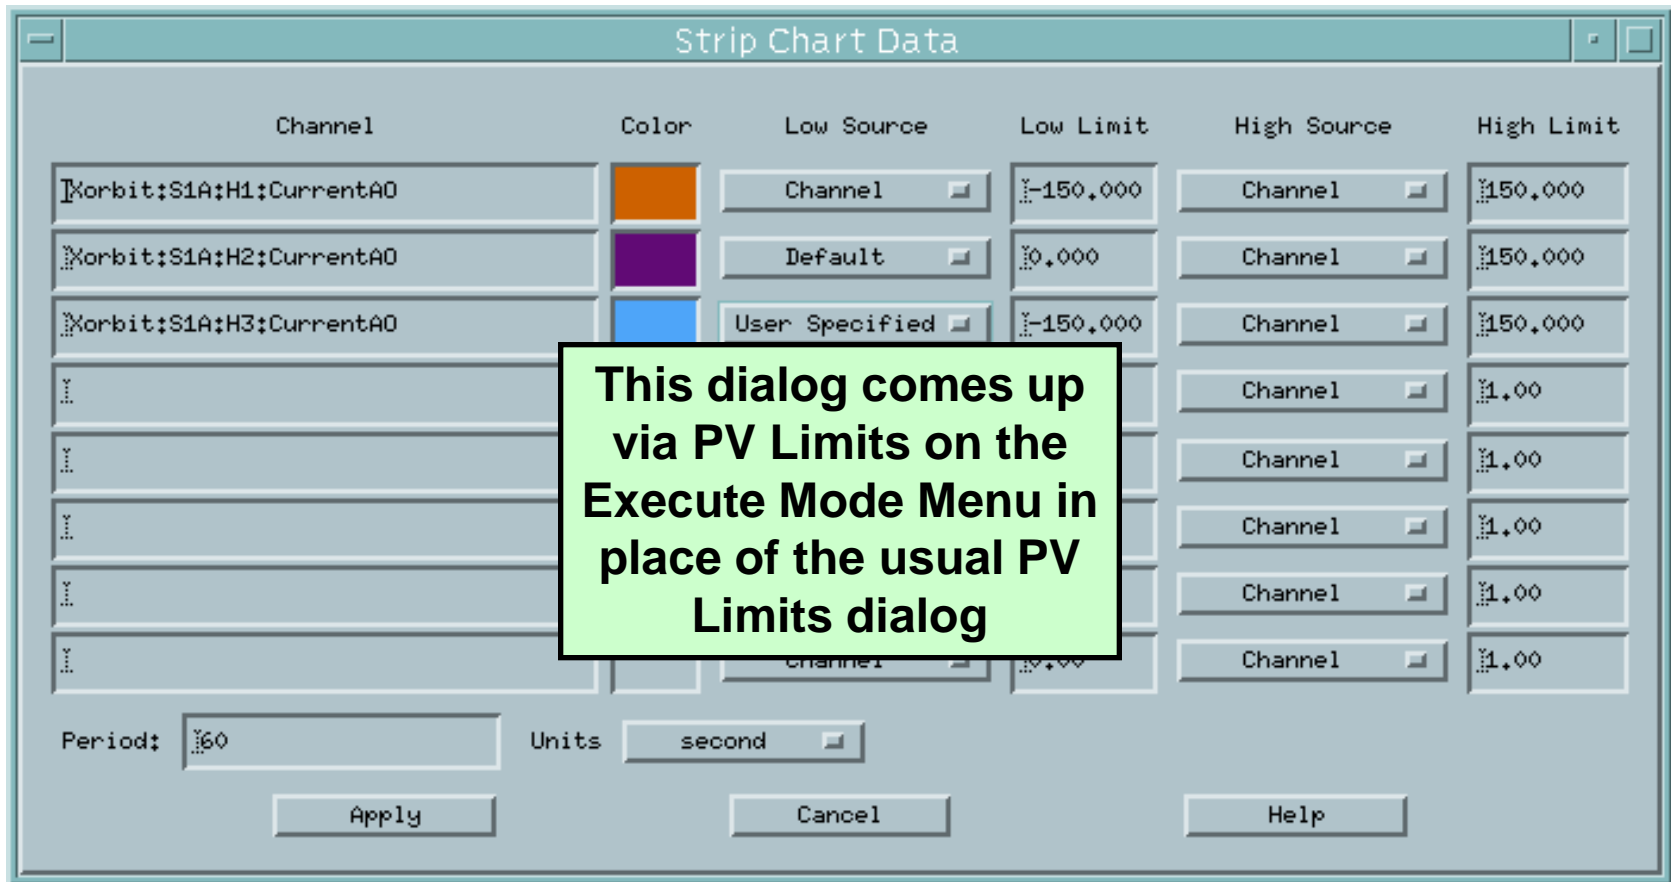 Strip Chart Data
Channel Color Low Source Low Limit High Source High Limit
Xorbit:S1A:H1:CurrentAO Channel -150.000 Channel 150.000
Xorbit:S1A:H2:CurrentAO Default 0.000 Channel 150.000
Xorbit:S1A:H3:CurrentAO User Specified -150.000 Channel 150.000
Channel 1.00
Channel 1.00
Channel 1.00
Channel 1.00
Channel 0.00 Channel 1.00
This dialog comes up
via PV Limits on the
Execute Mode Menu in
place of the usual PV
Limits dialog
Period: 60 Units second
Apply Cancel Help